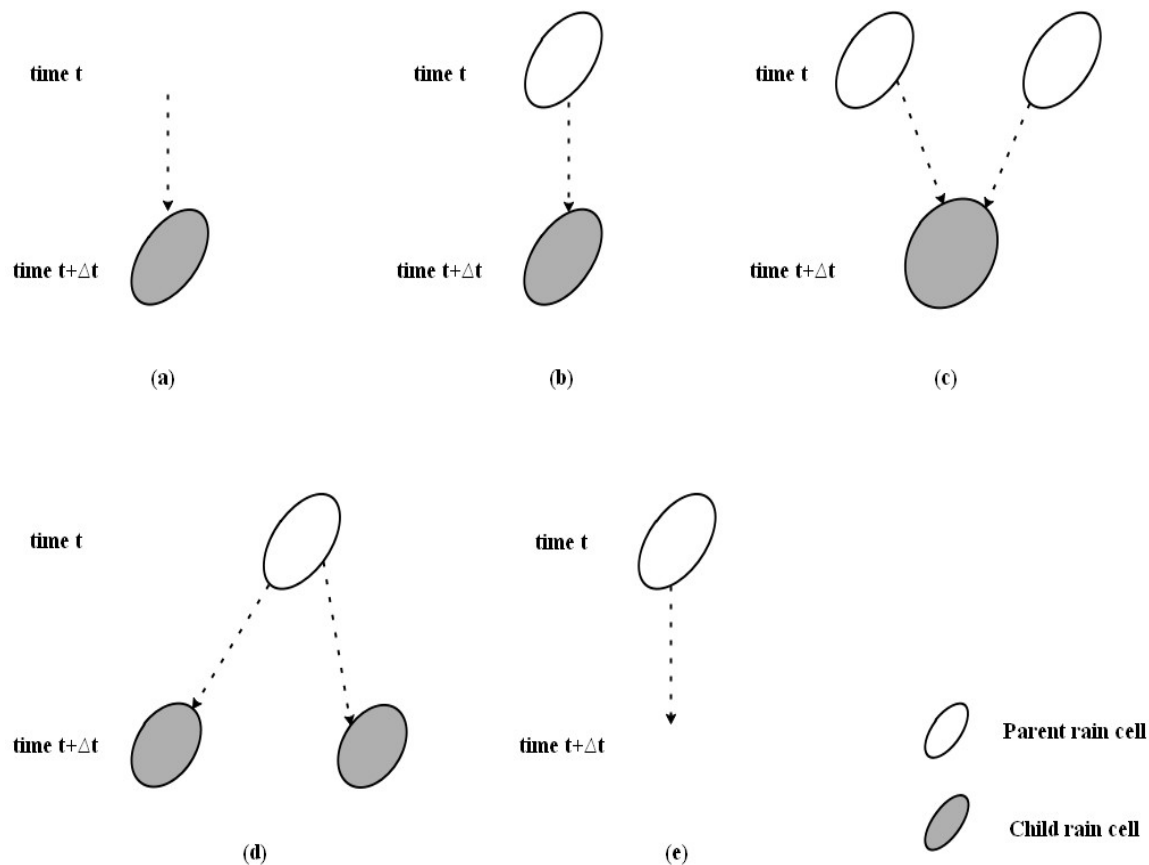 time t
time t
time t
time t+△t
time t+△t
time t+△t
(a)
(b)
(c)
time t
time t
time t+△t
time t+△t
Parent rain cell
Child rain cell
(d)
(e)